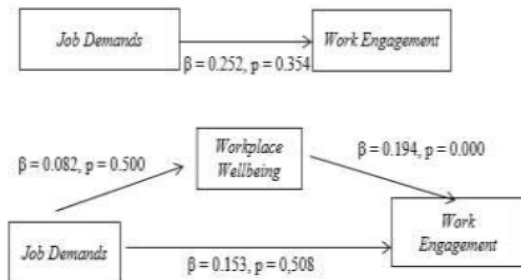 Job Demands
Work Engagement
β = 0.252, p = 0.354
Workplace
Wellbeing
β = 0.082, p = 0.500
β = 0.194, p = 0.000
Work
Engagement
Job Demands
β = 0.153, p = 0,508